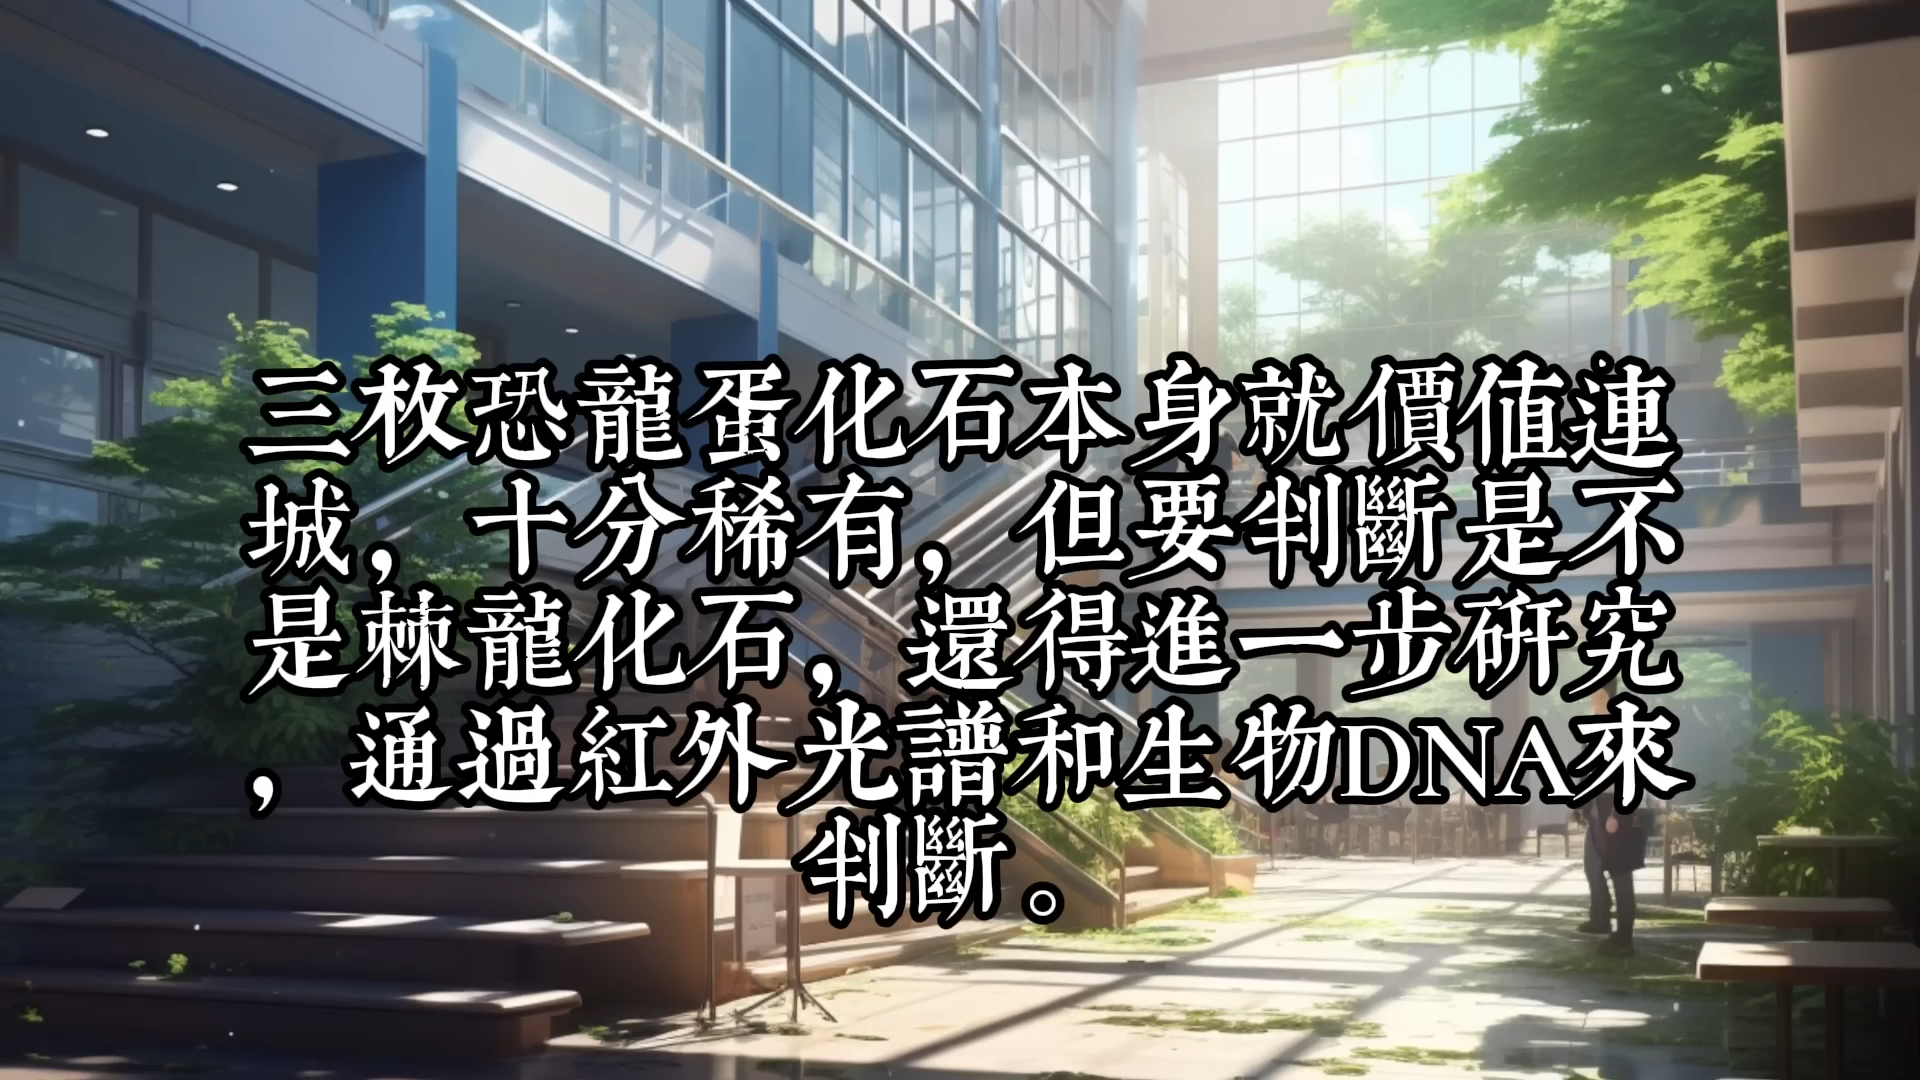 三枚恐龍蛋化石本身就價值連
城，十分稀有，但要判斷是不
是棘龍化石，還得進一步研究
，通過紅外光譜和生物DNA來
判斷。